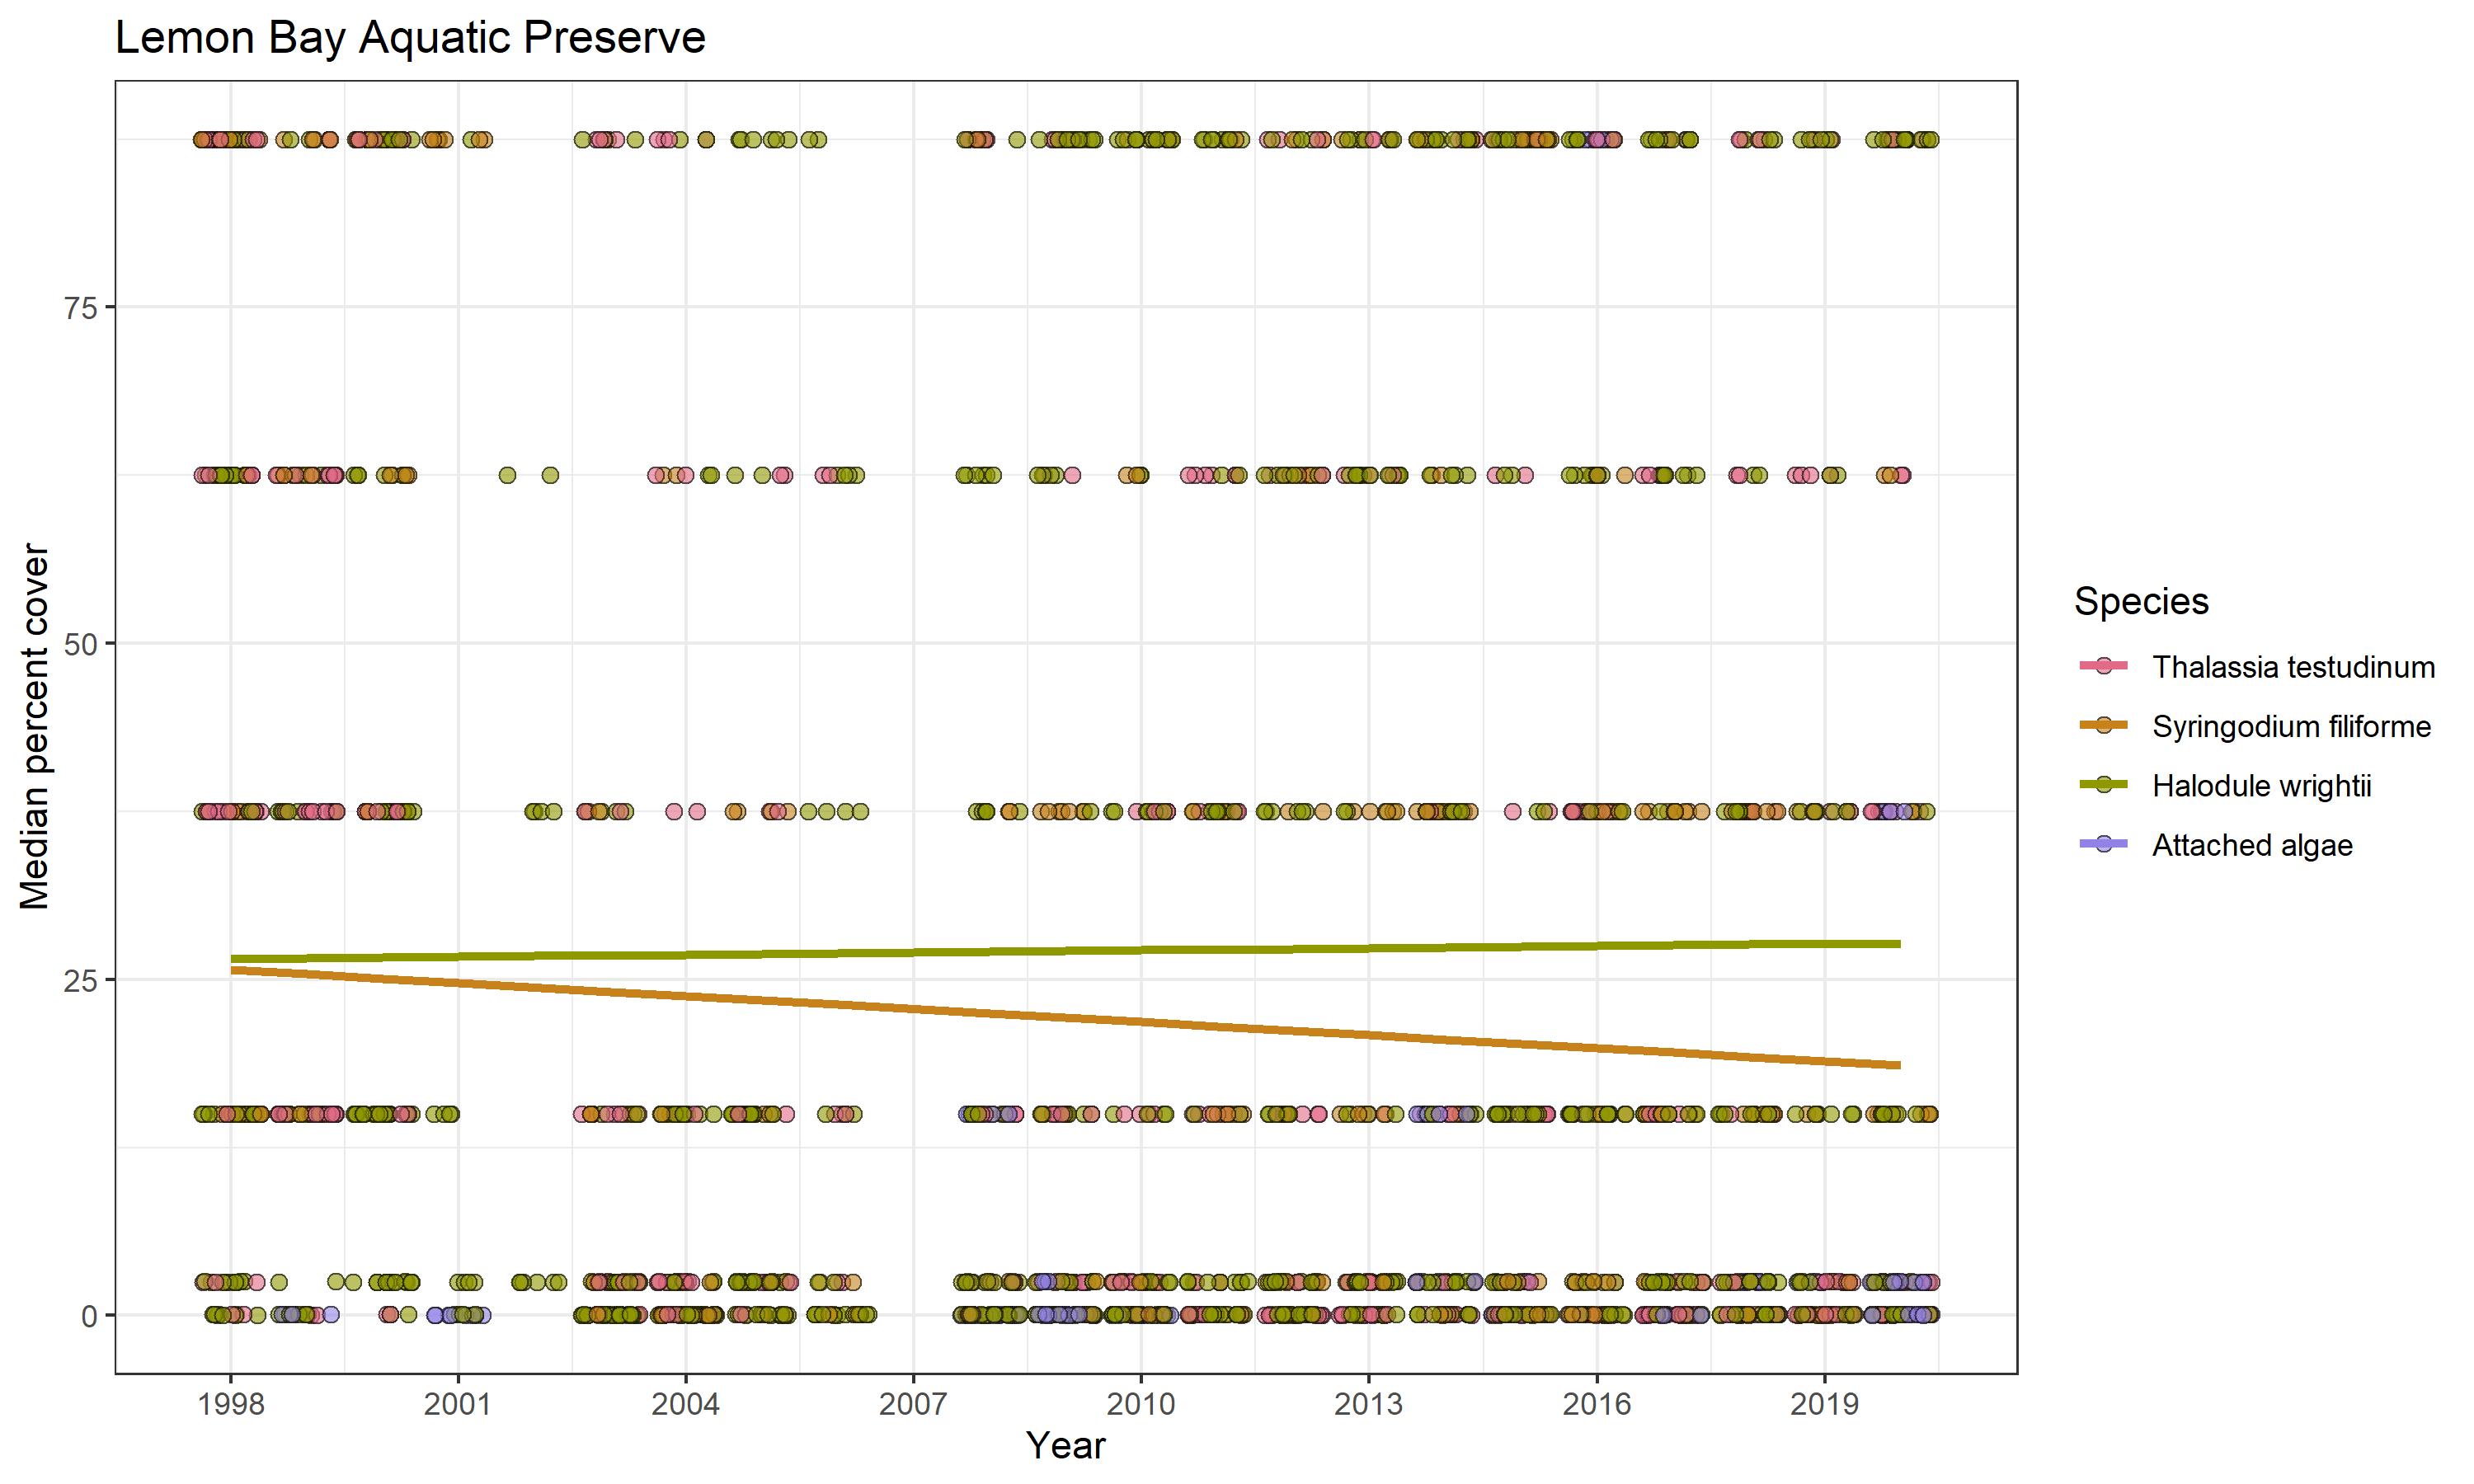 Lemon Bay Aquatic Preserve
Median percent cover
75
50
25
0
1998 2001 2004 2007 2010 2013 2016 2019
Year
Species
Thalassia testudinum
Syringodium filiforme
Halodule wrightii
Attached algae